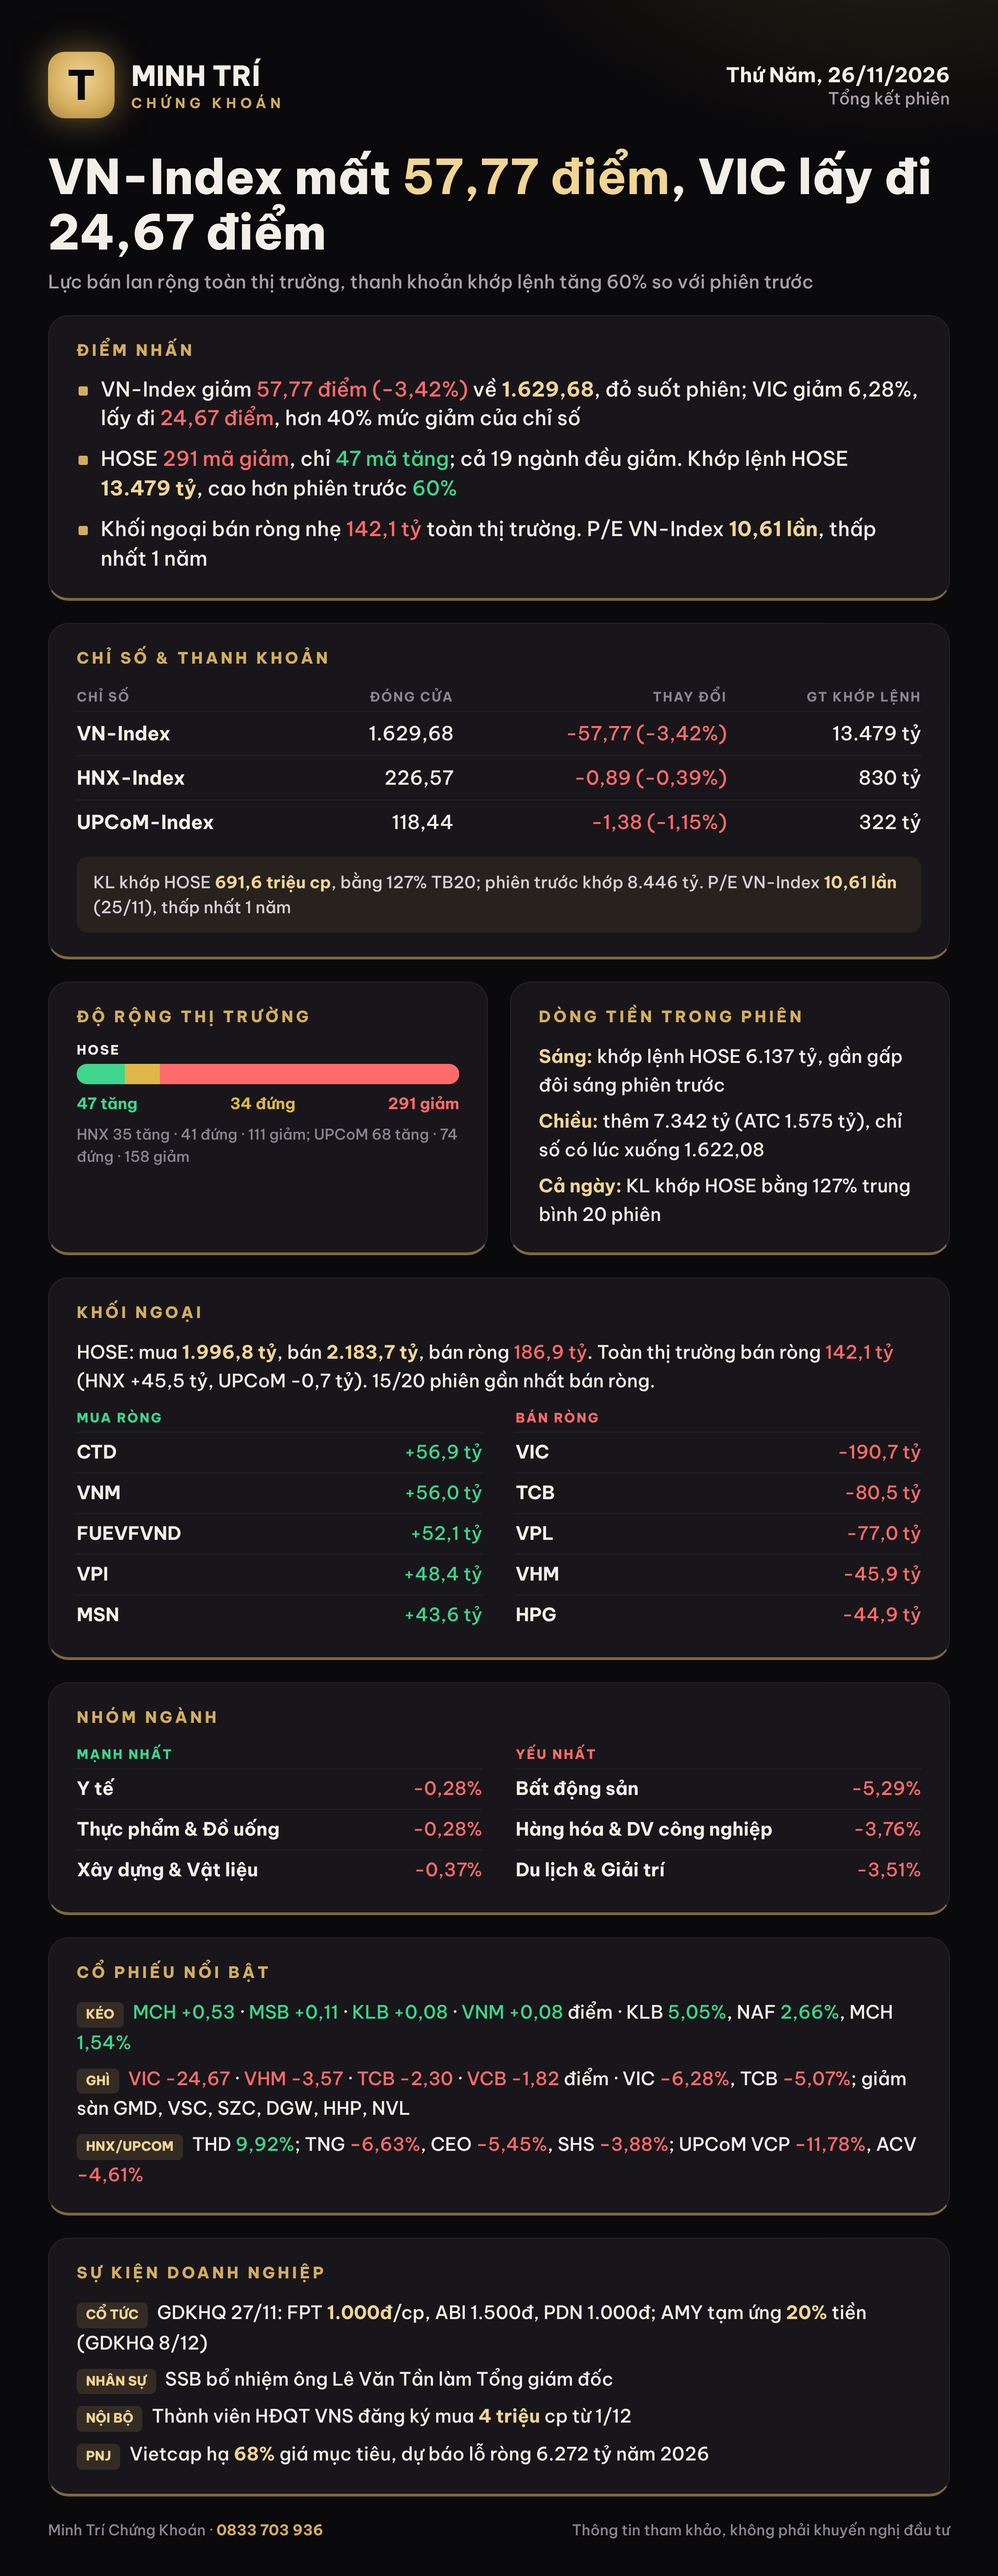 T
MINH TRÍ
CHỨNG KHOÁN
Thứ Năm, 26/11/2026
Tổng kết phiên
VN-Index mất 57,77 điểm, VIC lấy đi
24,67 điểm
Lực bán lan rộng toàn thị trường, thanh khoản khớp lệnh tăng 60% so với phiên trước
ĐIỂM NHẤN
VN-Index giảm 57,77 điểm (-3,42%) về 1.629,68, đỏ suốt phiên; VIC giảm 6,28%,
lấy đi 24,67 điểm, hơn 40% mức giảm của chỉ số
HOSE 291 mã giảm, chỉ 47 mã tăng; cả 19 ngành đều giảm. Khớp lệnh HOSE
13.479 tỷ, cao hơn phiên trước 60%
Khối ngoại bán ròng nhẹ 142,1 tỷ toàn thị trường. P/E VN-Index 10,61 lần, thấp
nhất 1 năm
CHỈ SỐ & THANH KHOẢN
CHỈ SỐ ĐÓNG CỬA THAY ĐỔI GT KHỚP LỆNH
VN-Index 1.629,68 -57,77 (-3,42%) 13.479 tỷ
HNX-Index 226,57 -0,89 (-0,39%) 830 tỷ
UPCoM-Index 118,44 -1,38 (-1,15%) 322 tỷ
KL khớp HOSE 691,6 triệu cp, bằng 127% TB20; phiên trước khớp 8.446 tỷ. P/E VN-Index 10,61 lần
(25/11), thấp nhất 1 năm
ĐỘ RỘNG THỊ TRƯỜNG
HOSE
47 tăng 34 đứng 291 giảm
HNX 35 tăng · 41 đứng · 111 giảm; UPCoM 68 tăng · 74
đứng · 158 giảm
DÒNG TIỀN TRONG PHIÊN
Sáng: khớp lệnh HOSE 6.137 tỷ, gần gấp
đôi sáng phiên trước
Chiều: thêm 7.342 tỷ (ATC 1.575 tỷ), chỉ
số có lúc xuống 1.622,08
Cả ngày: KL khớp HOSE bằng 127% trung
bình 20 phiên
KHỐI NGOẠI
HOSE: mua 1.996,8 tỷ, bán 2.183,7 tỷ, bán ròng 186,9 tỷ. Toàn thị trường bán ròng 142,1 tỷ
(HNX +45,5 tỷ, UPCoM -0,7 tỷ). 15/20 phiên gần nhất bán ròng.
MUA RÒNG BÁN RÒNG
CTD +56,9 tỷ VIC -190,7 tỷ
VNM +56,0 tỷ TCB -80,5 tỷ
FUEVFVND +52,1 tỷ VPL -77,0 tỷ
VPI +48,4 tỷ VHM -45,9 tỷ
MSN +43,6 tỷ HPG -44,9 tỷ
NHÓM NGÀNH
MẠNH NHẤT YẾU NHẤT
Y tế -0,28% Bất động sản -5,29%
Thực phẩm & Đồ uống -0,28% Hàng hóa & DV công nghiệp -3,76%
Xây dựng & Vật liệu -0,37% Du lịch & Giải trí -3,51%
CỔ PHIẾU NỔI BẬT
KÉO MCH +0,53 · MSB +0,11 · KLB +0,08 · VNM +0,08 điểm · KLB 5,05%, NAF 2,66%, MCH
1,54%
GHÌ VIC -24,67 · VHM -3,57 · TCB -2,30 · VCB -1,82 điểm · VIC -6,28%, TCB -5,07%; giảm
sàn GMD, VSC, SZC, DGW, HHP, NVL
HNX/UPCOM THD 9,92%; TNG -6,63%, CEO -5,45%, SHS -3,88%; UPCoM VCP -11,78%, ACV
-4,61%
SỰ KIỆN DOANH NGHIỆP
CỔ TỨC GDKHQ 27/11: FPT 1.000đ/cp, ABI 1.500đ, PDN 1.000đ; AMY tạm ứng 20% tiền
(GDKHQ 8/12)
NHÂN SỰ SSB bổ nhiệm ông Lê Văn Tần làm Tổng giám đốc
NỘI BỘ Thành viên HĐQT VNS đăng ký mua 4 triệu cp từ 1/12
PNJ Vietcap hạ 68% giá mục tiêu, dự báo lỗ ròng 6.272 tỷ năm 2026
Minh Trí Chứng Khoán · 0833 703 936
Thông tin tham khảo, không phải khuyến nghị đầu tư